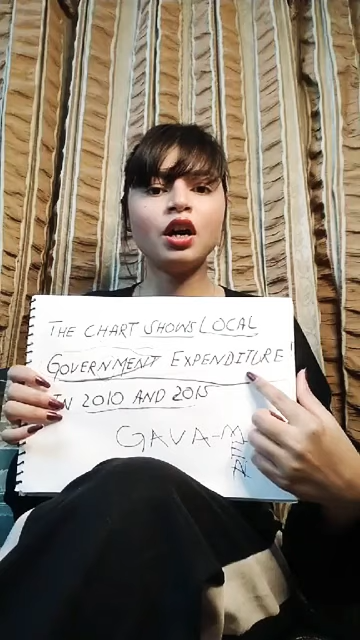 THE CHART SHOWS LOCAL
GOVERNMENT EXPENDITURE
IN 2010 AND 2015
GAVA-M